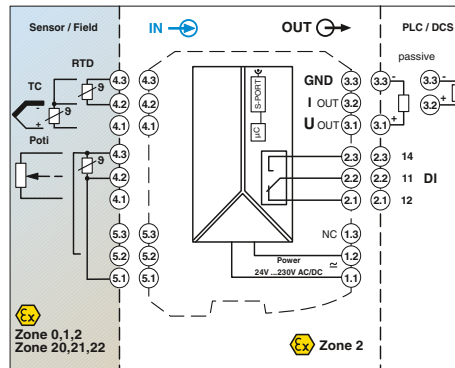 Sensor / Field
IN
OUT
PLC / DCS
RTD
TC
ϑ
ϑ
+
-
Poti
ϑ
4.3
4.2
4.1
4.3
4.2
4.1
5.3
5.2
5.1
4.3
4.2
4.1
5.3
5.2
5.1
S-PORT
µC
GND
I OUT
U OUT
3.3
3.2
3.1
2.3
2.2
2.1
NC
1.3
1.2
1.1
Power
24V ...230V AC/DC
passive
3.3
-
3.1
+
3.3
-
3.2
+
2.3
14
2.2
11
DI
2.1
12
Ex
Zone 0,1,2
Zone 20,21,22
Ex
Zone 2